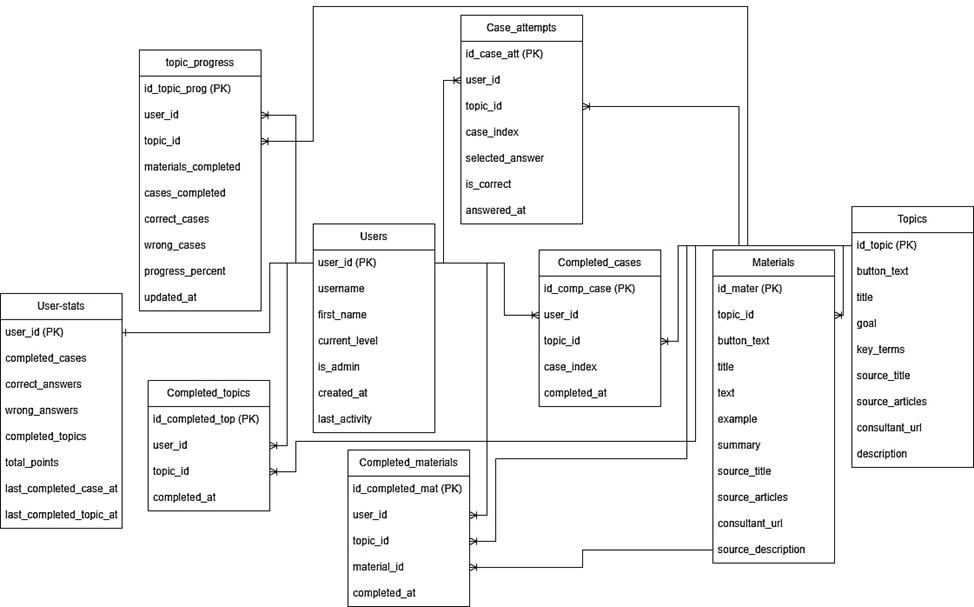 Case_attempts
id_case_att (PK)
user_id
topic_id
case_index
selected_answer
is_correct
answered_at
topic_progress
id_topic_prog (PK)
user_id
topic_id
materials_completed
cases_completed
correct_cases
wrong_cases
progress_percent
updated_at
Topics
id_topic (PK)
button_text
title
goal
key_terms
source_title
source_articles
consultant_url
description
Users
user_id (PK)
username
first_name
current_level
is_admin
created_at
last_activity
Completed_cases
id_comp_case (PK)
user_id
topic_id
case_index
completed_at
Materials
id_mater (PK)
topic_id
button_text
title
text
example
summary
source_title
source_articles
consultant_url
source_description
User-stats
user_id (PK)
completed_cases
correct_answers
wrong_answers
completed_topics
total_points
last_completed_case_at
last_completed_topic_at
Completed_topics
id_completed_top (PK)
user_id
topic_id
completed_at
Completed_materials
id_completed_mat (PK)
user_id
topic_id
material_id
completed_at